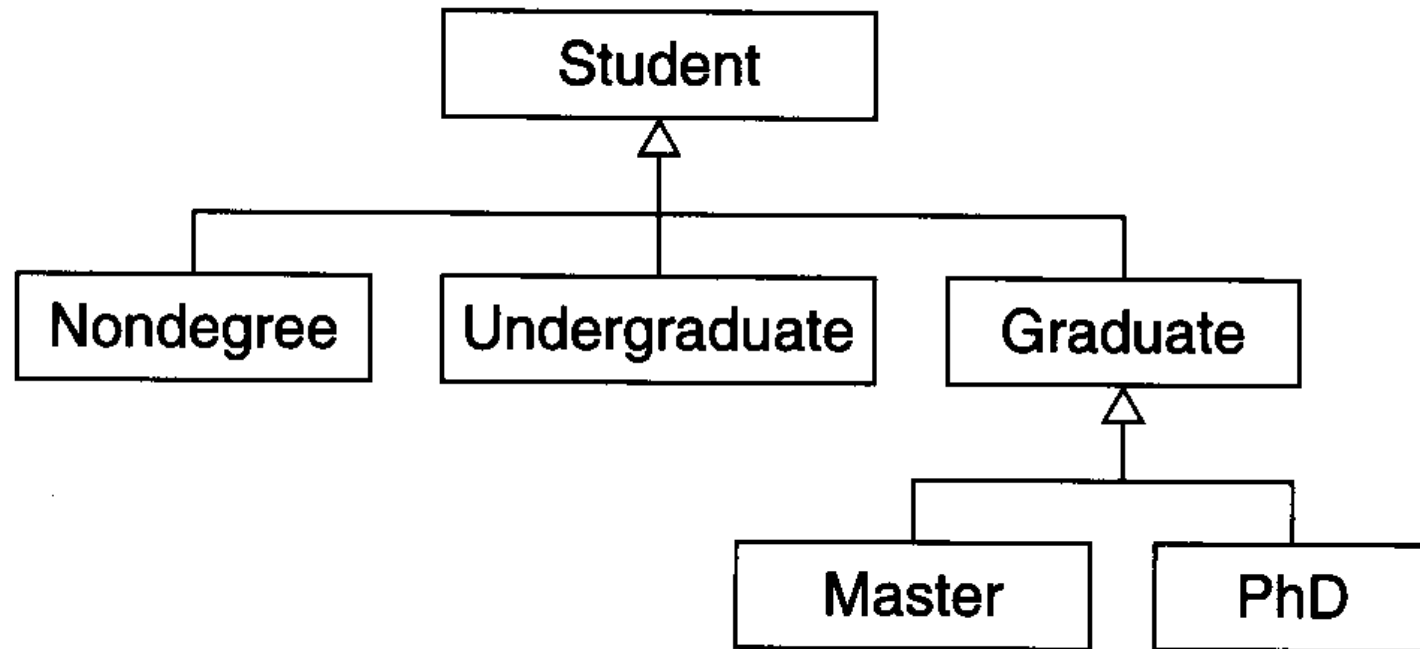 Student
Nondegree
Undergraduate
Graduate
Master
PhD